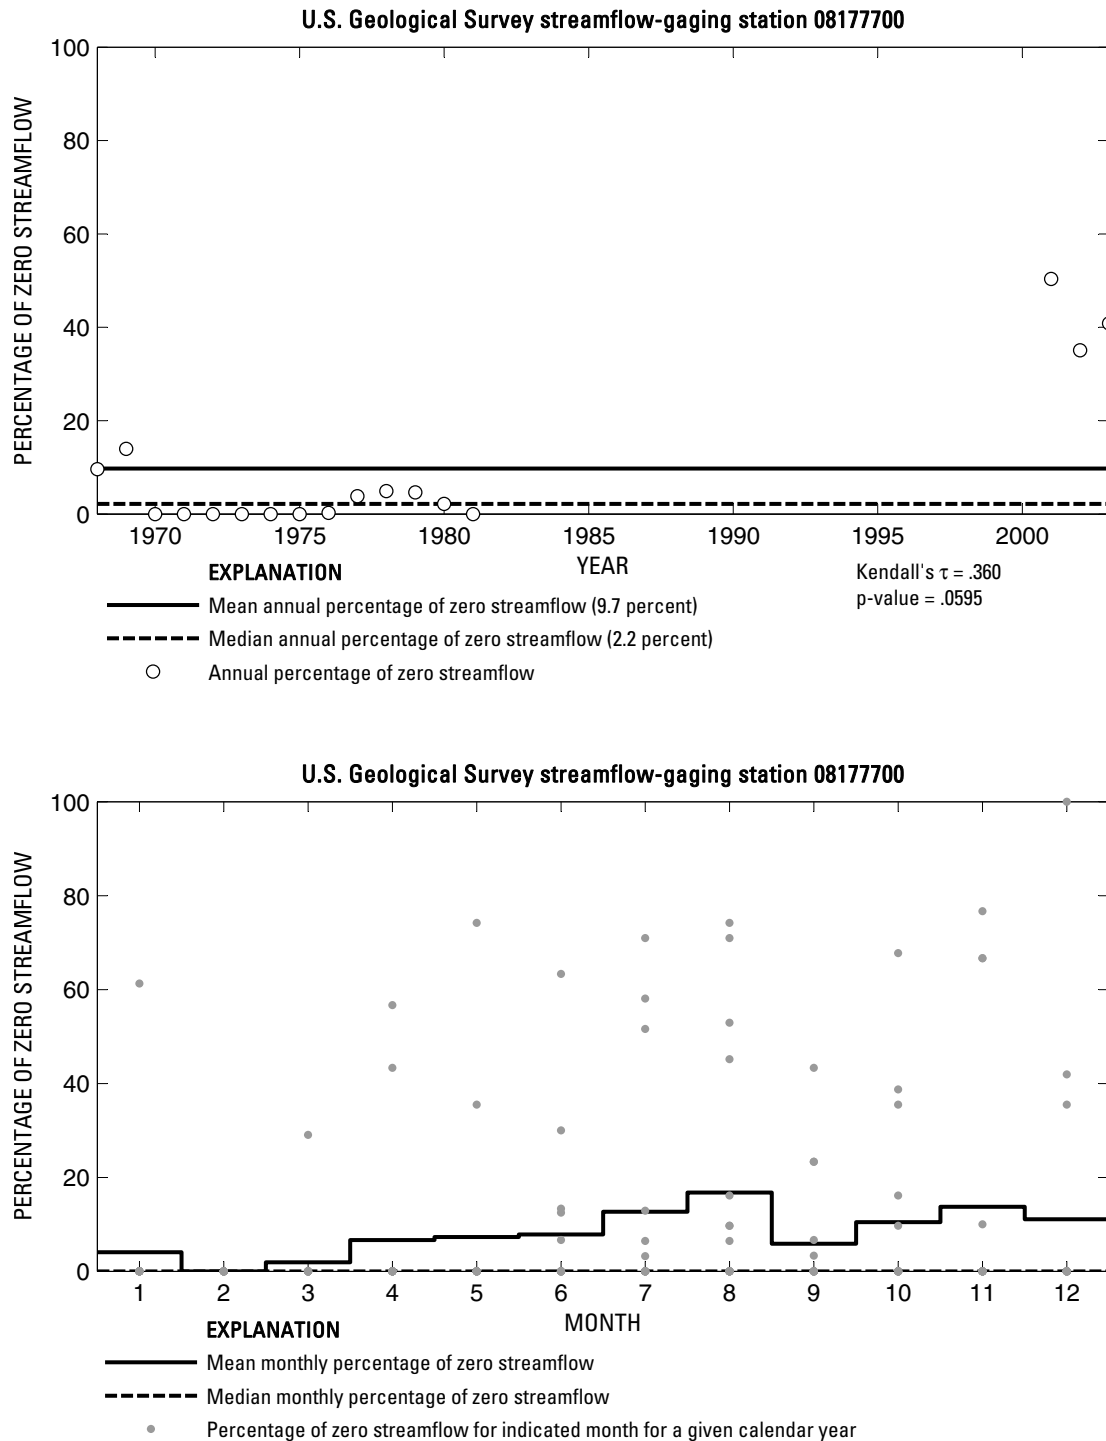 U.S. Geological Survey streamflow-gaging station 08177700
PERCENTAGE OF ZERO STREAMFLOW
100
80
60
40
20
0
1970 1975 1980 1985 1990 1995 2000
YEAR
Kendall's τ = .360
p-value = .0595
EXPLANATION
Mean annual percentage of zero streamflow (9.7 percent)
Median annual percentage of zero streamflow (2.2 percent)
Annual percentage of zero streamflow
U.S. Geological Survey streamflow-gaging station 08177700
PERCENTAGE OF ZERO STREAMFLOW
100
80
60
40
20
0
1 2 3 4 5 6 7 8 9 10 11 12
MONTH
EXPLANATION
Mean monthly percentage of zero streamflow
Median monthly percentage of zero streamflow
Percentage of zero streamflow for indicated month for a given calendar year